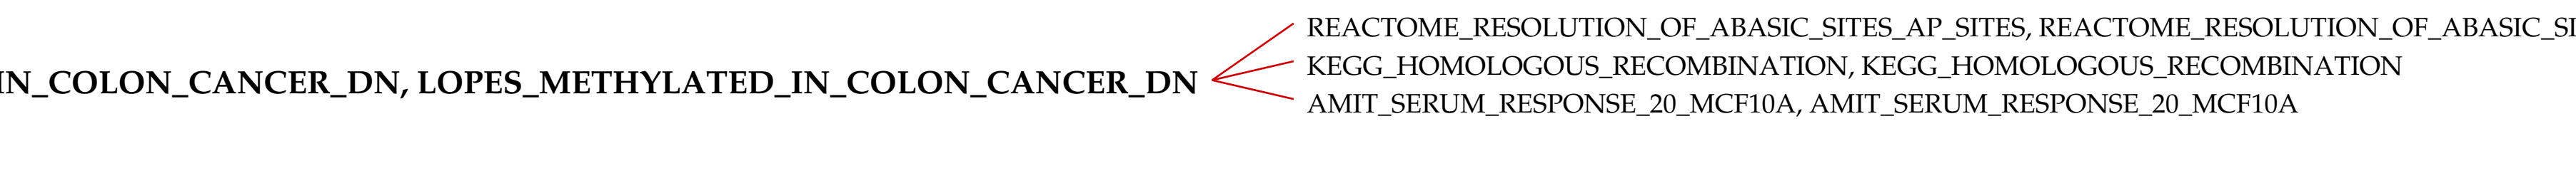 REACTOME_RESOLUTION_OF_ABASIC_SITES_AP_SITES, REACTOME_RESOLUTION_OF_ABASIC_SI
KEGG_HOMOLOGOUS_RECOMBINATION, KEGG_HOMOLOGOUS_RECOMBINATION
IN_COLON_CANCER_DN, LOPES_METHYLATED_IN_COLON_CANCER_DN
AMIT_SERUM_RESPONSE_20_MCF10A, AMIT_SERUM_RESPONSE_20_MCF10A